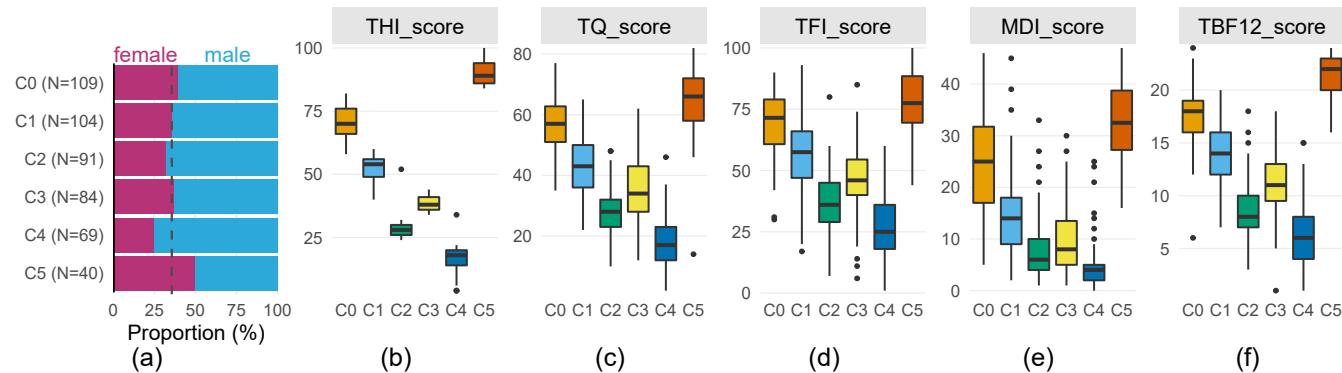 female male
C0 (N=109)
C1 (N=104)
C2 (N=91)
C3 (N=84)
C4 (N=69)
C5 (N=40)
0 25 50 75 100
Proportion (%)
(a)
THI_score
100
75
50
25
C0 C1 C2 C3 C4 C5
(b)
TQ_score
80
60
40
20
C0 C1 C2 C3 C4 C5
(c)
TFI_score
100
75
50
25
0
C0 C1 C2 C3 C4 C5
(d)
MDI_score
40
30
20
10
0
C0 C1 C2 C3 C4 C5
(e)
TBF12_score
20
15
10
5
C0 C1 C2 C3 C4 C5
(f)